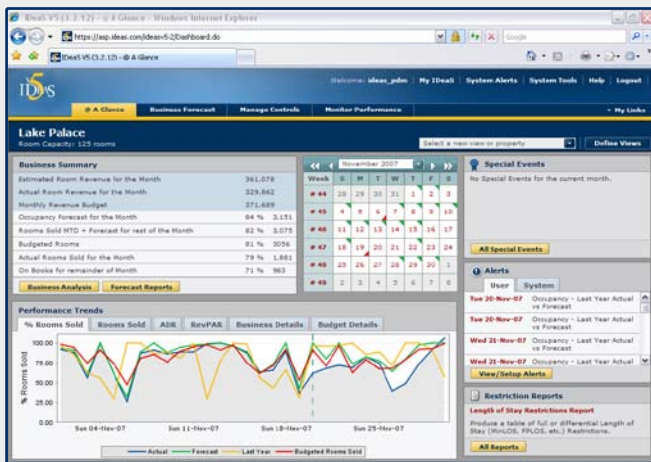 IDeaS V5 (3.2.12) - @ A Glance - Windows Internet Explorer
https://asp.ideas.com/ideasv5-2/Dashboard.do
Google
IDeaS V5 (3.2.12) - @ A Glance
IDeaS 5
Welcome: ideas_pdm | My IDeaS | System Alerts | System Tools | Help | Logout
@ A Glance Business Forecast Manage Controls Monitor Performance My Links
Lake Palace
Room Capacity: 125 rooms
Select a new view or property Define Views
Business Summary
Estimated Room Revenue for the Month 361,078
Actual Room Revenue for the Month 329,862
Monthly Revenue Budget 371,689
Occupancy Forecast for the Month 84 % 3,151
Rooms Sold MTD + Forecast for rest of the Month 82 % 3,075
Budgeted Rooms 81 % 3056
Actual Rooms Sold for the Month 79 % 1,881
On Books for remainder of Month 71 % 983
Business Analysis Forecast Reports
November 2007
Week S M T W T F S
# 44 28 29 30 31 1 2 3
# 45 4 5 6 7 8 9 10
# 46 11 12 13 14 15 16 17
# 47 18 19 20 21 22 23 24
# 48 25 26 27 28 29 30 1
# 49 2 3 4 5 6 7 8
Special Events
No Special Events for the current month.
All Special Events
Alerts
User System
Tue 20-Nov-07 Occupancy - Last Year Actual
vs Forecast
Tue 20-Nov-07 Occupancy - Last Year Actual
vs Forecast
Wed 21-Nov-07 Occupancy - Last Year Actual
vs Forecast
Wed 21-Nov-07 Occupancy - Last Year Actual
View/Setup Alerts
Performance Trends
% Rooms Sold Rooms Sold ADR RevPAR Business Details Budget Details
% Rooms Sold
100.00
75.00
50.00
25.00
0.00
Sun 04-Nov-07 Sun 11-Nov-07 Sun 18-Nov-07 Sun 25-Nov-07
Actual Forecast Last Year Budgeted Rooms Sold
Restriction Reports
Length of Stay Restrictions Report
Produce a table of full or differential Length of
Stay (MinLOS, FPLOS, etc.) Restrictions.
All Reports